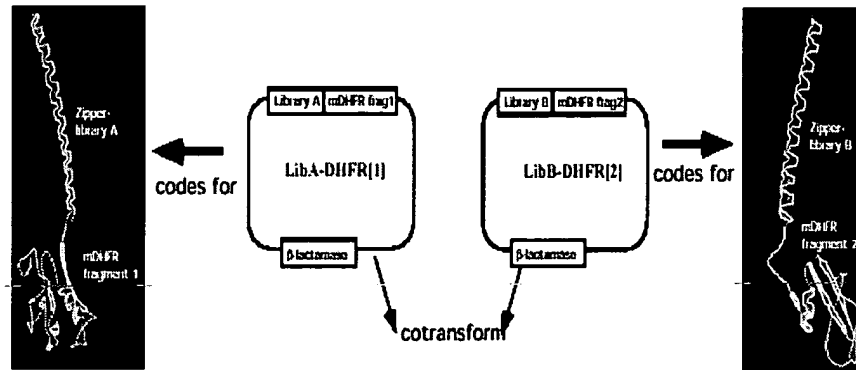 Zipper-
library A
mDHFR
fragment 1
codes for
Library A mDHFR frag1
LibA-DHFR[1]
β-lactamase
Library B mDHFR frag2
LibB-DHFR[2]
β-lactamase
cotransform
codes for
Zipper-
library B
mDHFR
fragment 2